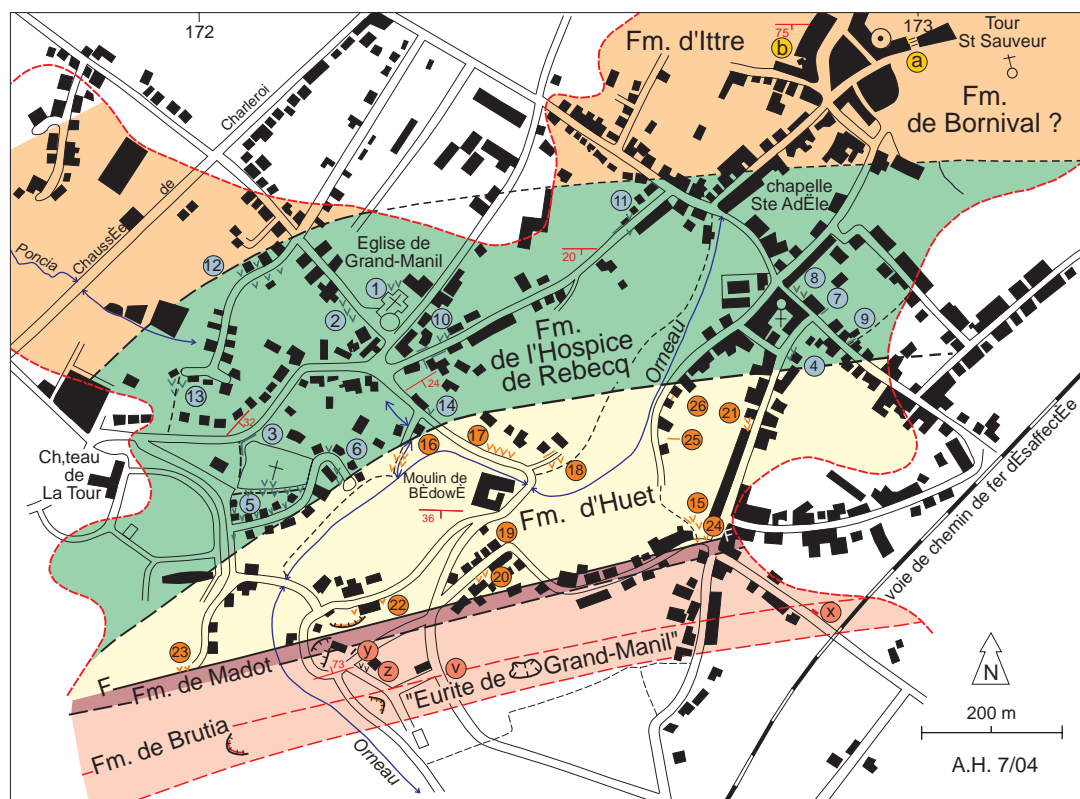 172
173
75
b
a
Tour
St Sauveur
Fm. d'Ittre
Fm.
de Bornival ?
Charleroi
de
ChaussÈe
Poncia
chapelle
Ste AdËle
11
Eglise de
Grand-Manil
12
20
1
2
10
8
7
9
4
Fm.
de l'Hospice
de Rebecq
Orneau
24
13
32
14
3
6
5
Ch,teau
de
La Tour
26
21
25
17
16
18
Moulin de
BÈdowÈ
36
Fm. d'Huet
15
24
19
20
22
23
voie de chemin de fer dÈsaffectÈe
x
F
Fm. de Madot
y
z
v
73
"Eurite de
Grand-Manil"
Fm. de Brutia
Orneau
N
200 m
A.H. 7/04